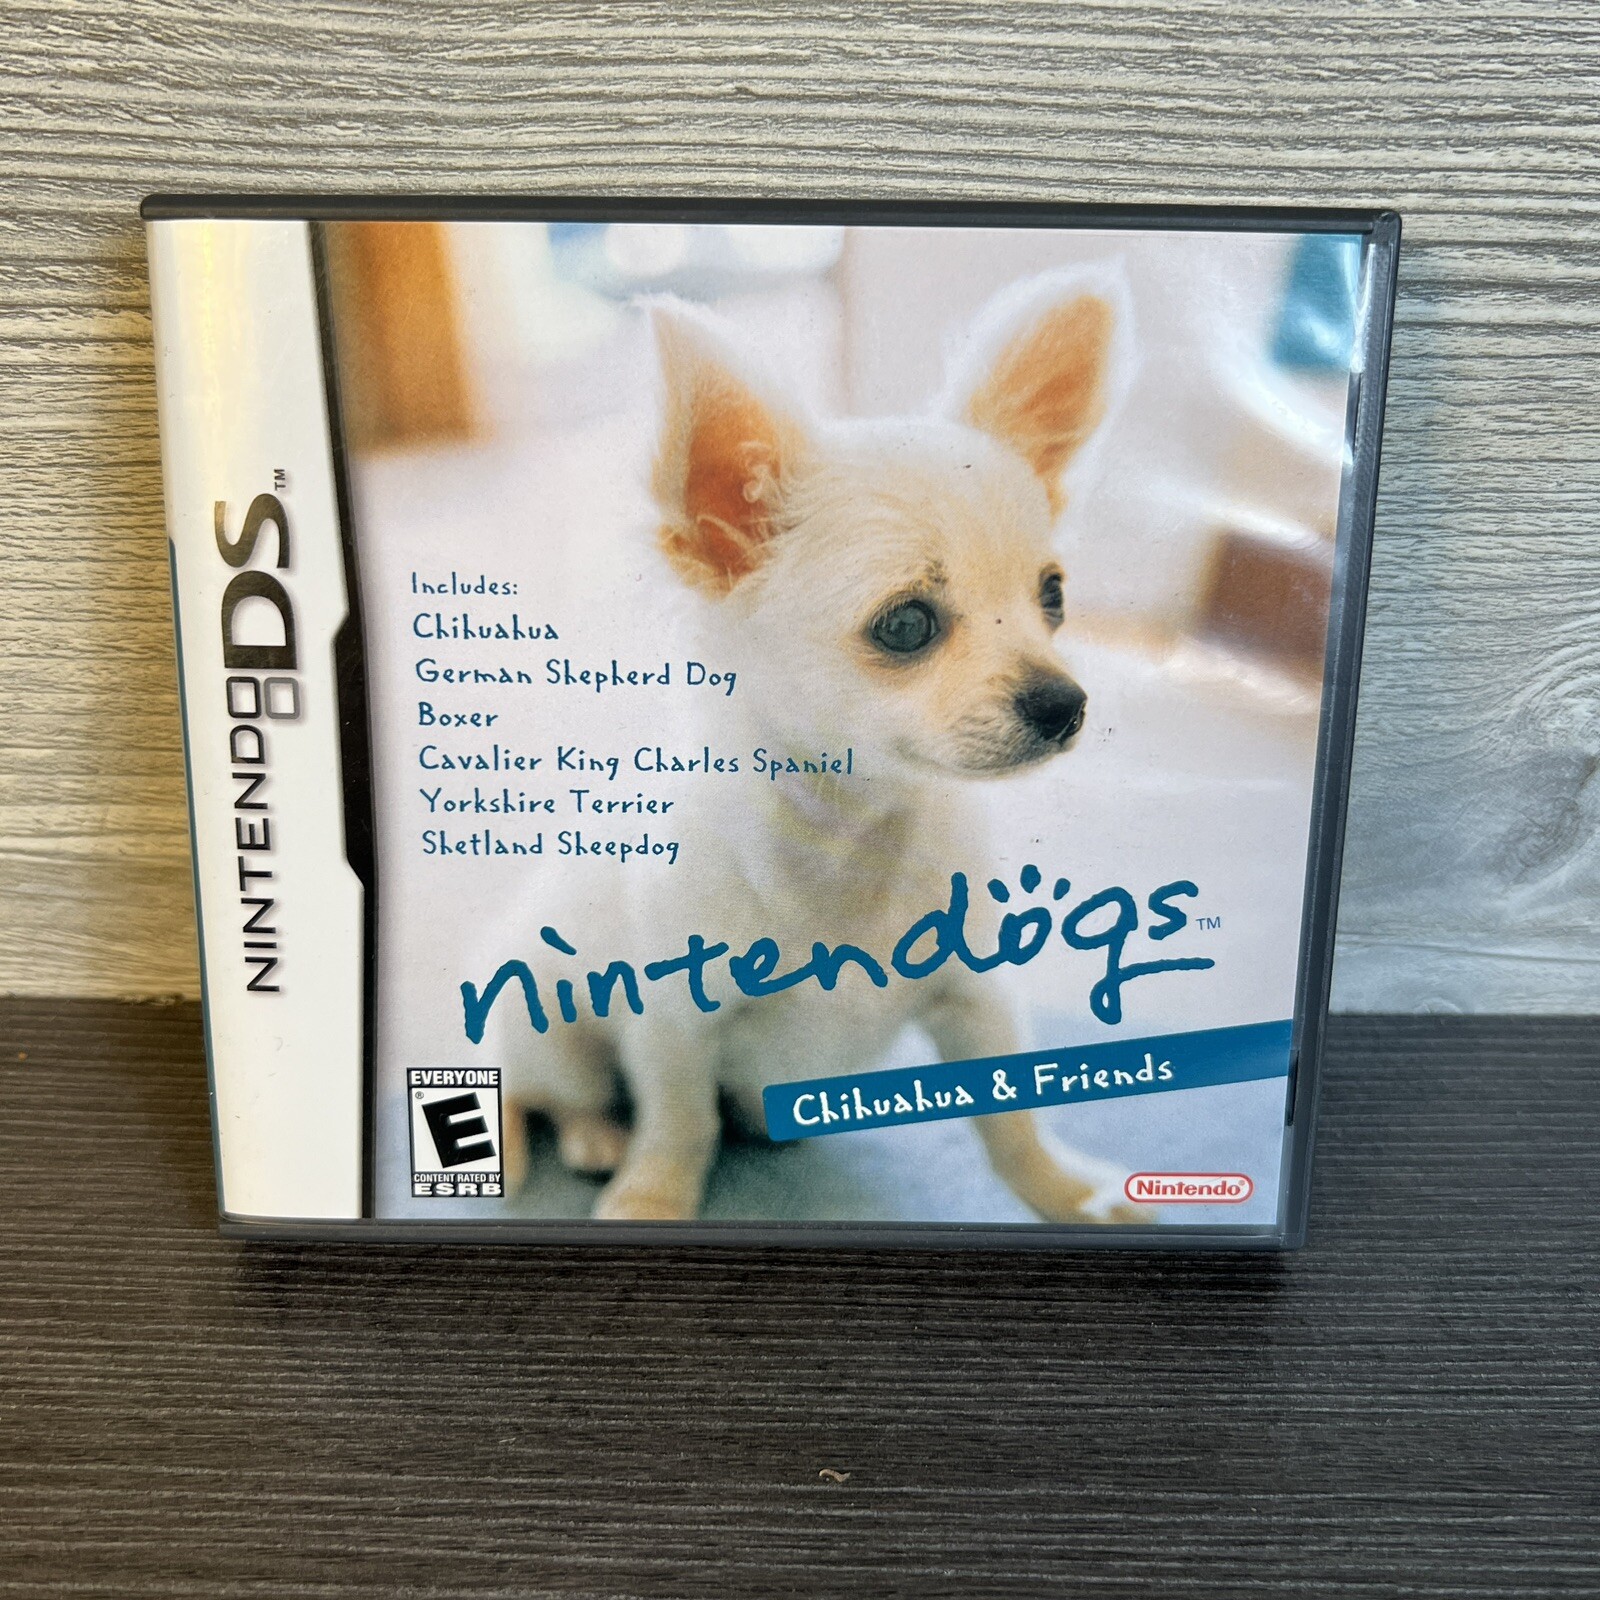 NINTENDO DS™
Includes:
Chihuahua
German Shepherd Dog
Boxer
Cavalier King Charles Spaniel
Yorkshire Terrier
Shetland Sheepdog
nintendögs™
Chihuahua & Friends
EVERYONE
E®
CONTENT RATED BY
ESRB
Nintendo®